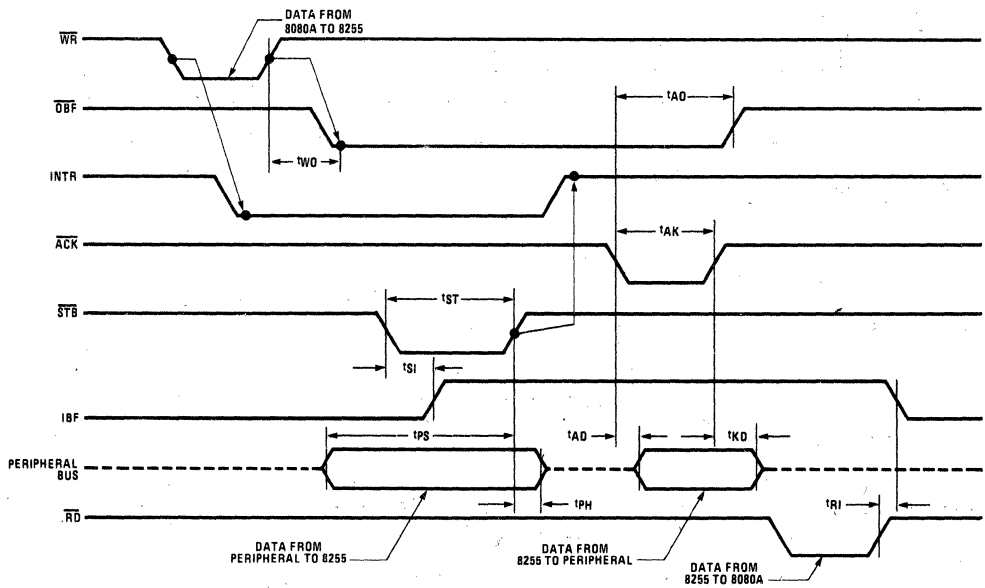 DATA FROM
8080A TO 8255
WR
OBF
tAO
tWO
INTR
ACK
tAK
STB
tST
tSI
IBF
tPS
tAD
tKD
PERIPHERAL
BUS
tPH
tRI
RD
DATA FROM
PERIPHERAL TO 8255
DATA FROM
8255 TO PERIPHERAL
DATA FROM
8255 TO 8080A